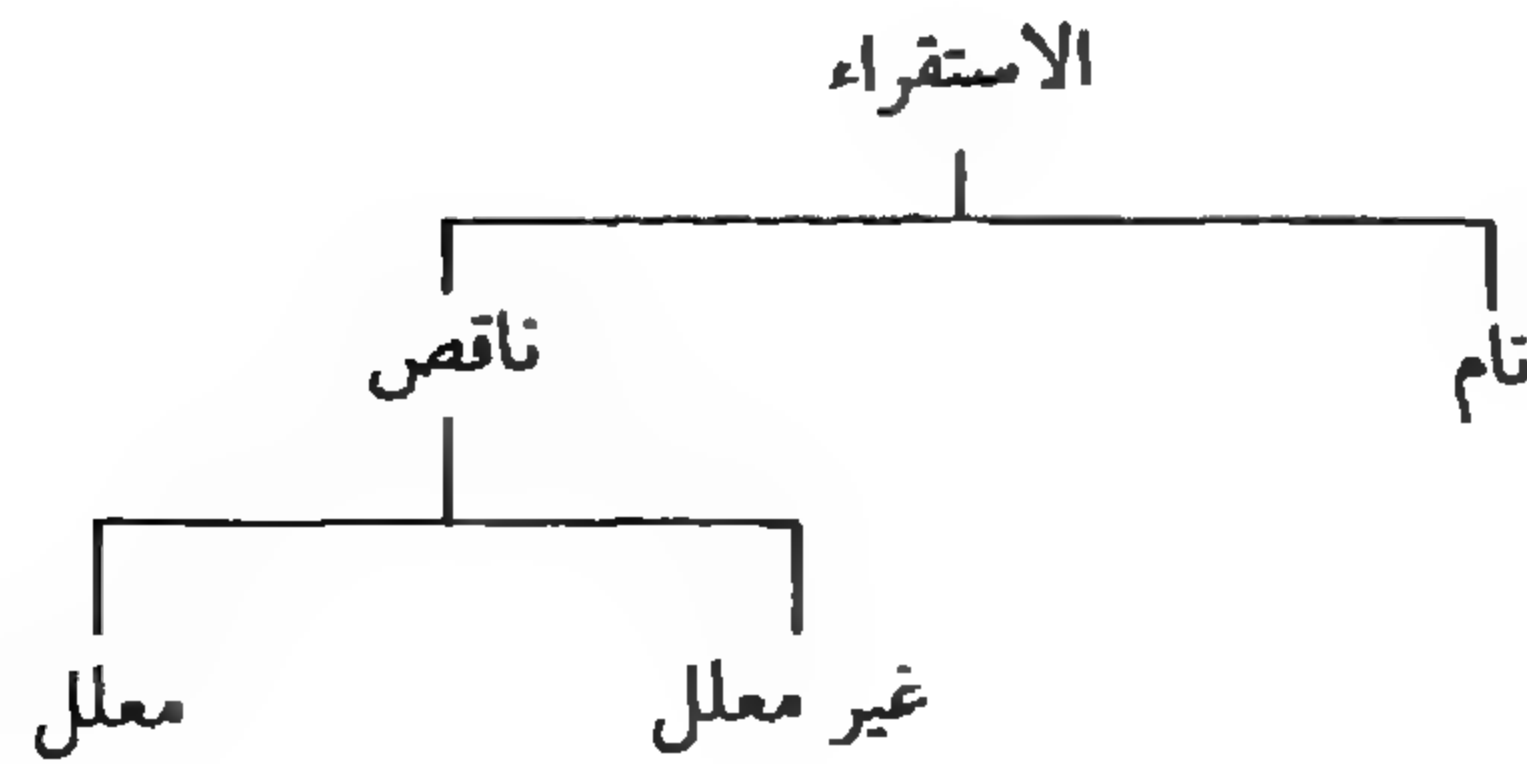 الاستقراء
تام
ناقص
غير معلل
معلل